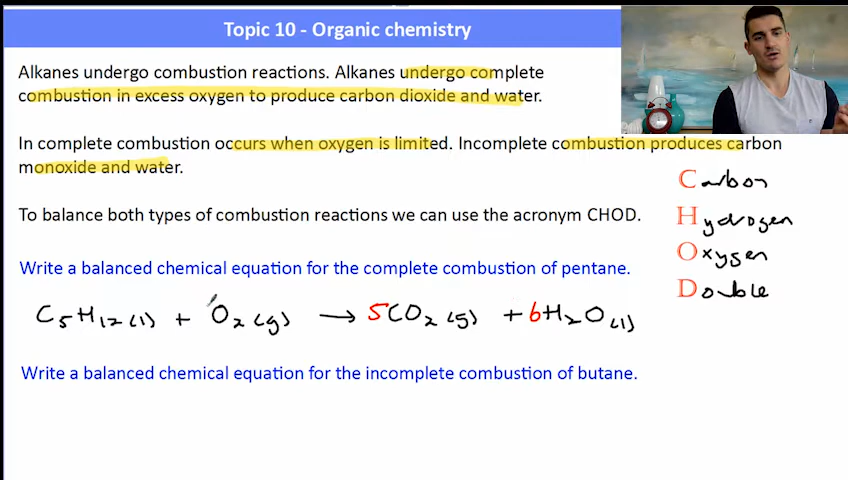 Topic 10 - Organic chemistry
Alkanes undergo combustion reactions. Alkanes undergo complete
combustion in excess oxygen to produce carbon dioxide and water.
In complete combustion occurs when oxygen is limited. Incomplete combustion produces carbon
monoxide and water.
Carbon
Hydrogen
Oxygen
Double
To balance both types of combustion reactions we can use the acronym CHOD.
Write a balanced chemical equation for the complete combustion of pentane.
C₅H₁₂(l) + O₂(g) → 5CO₂(g) + 6H₂O(l)
Write a balanced chemical equation for the incomplete combustion of butane.